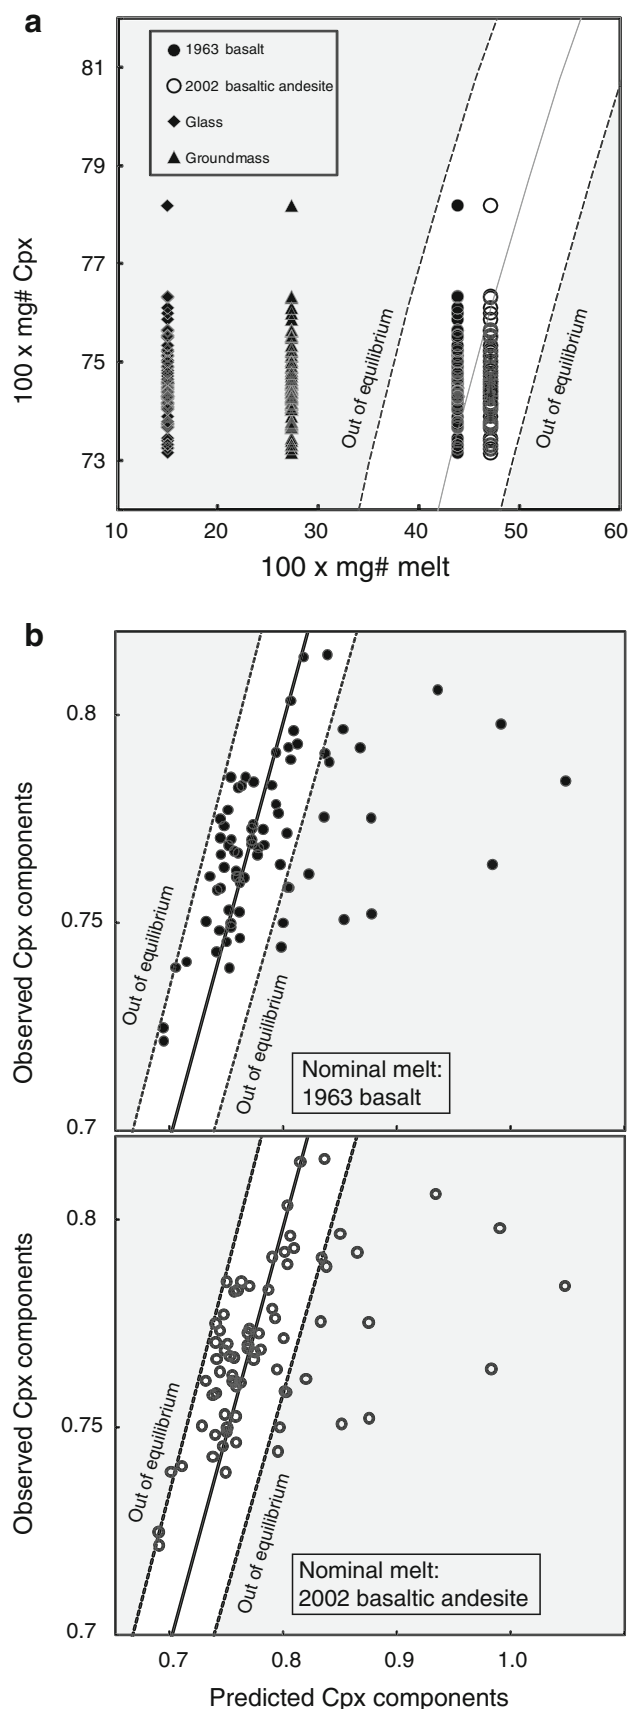 a
81
79
77
75
73
100 x mg# Cpx
1963 basalt
2002 basaltic andesite
Glass
Groundmass
Out of equilibrium
Out of equilibrium
10 20 30 40 50 60
100 x mg# melt
b
0.8
0.75
0.7
Observed Cpx components
Out of equilibrium
Out of equilibrium
Nominal melt:
1963 basalt
0.8
0.75
0.7
Observed Cpx components
Out of equilibrium
Out of equilibrium
Nominal melt:
2002 basaltic andesite
0.7 0.8 0.9 1.0
Predicted Cpx components